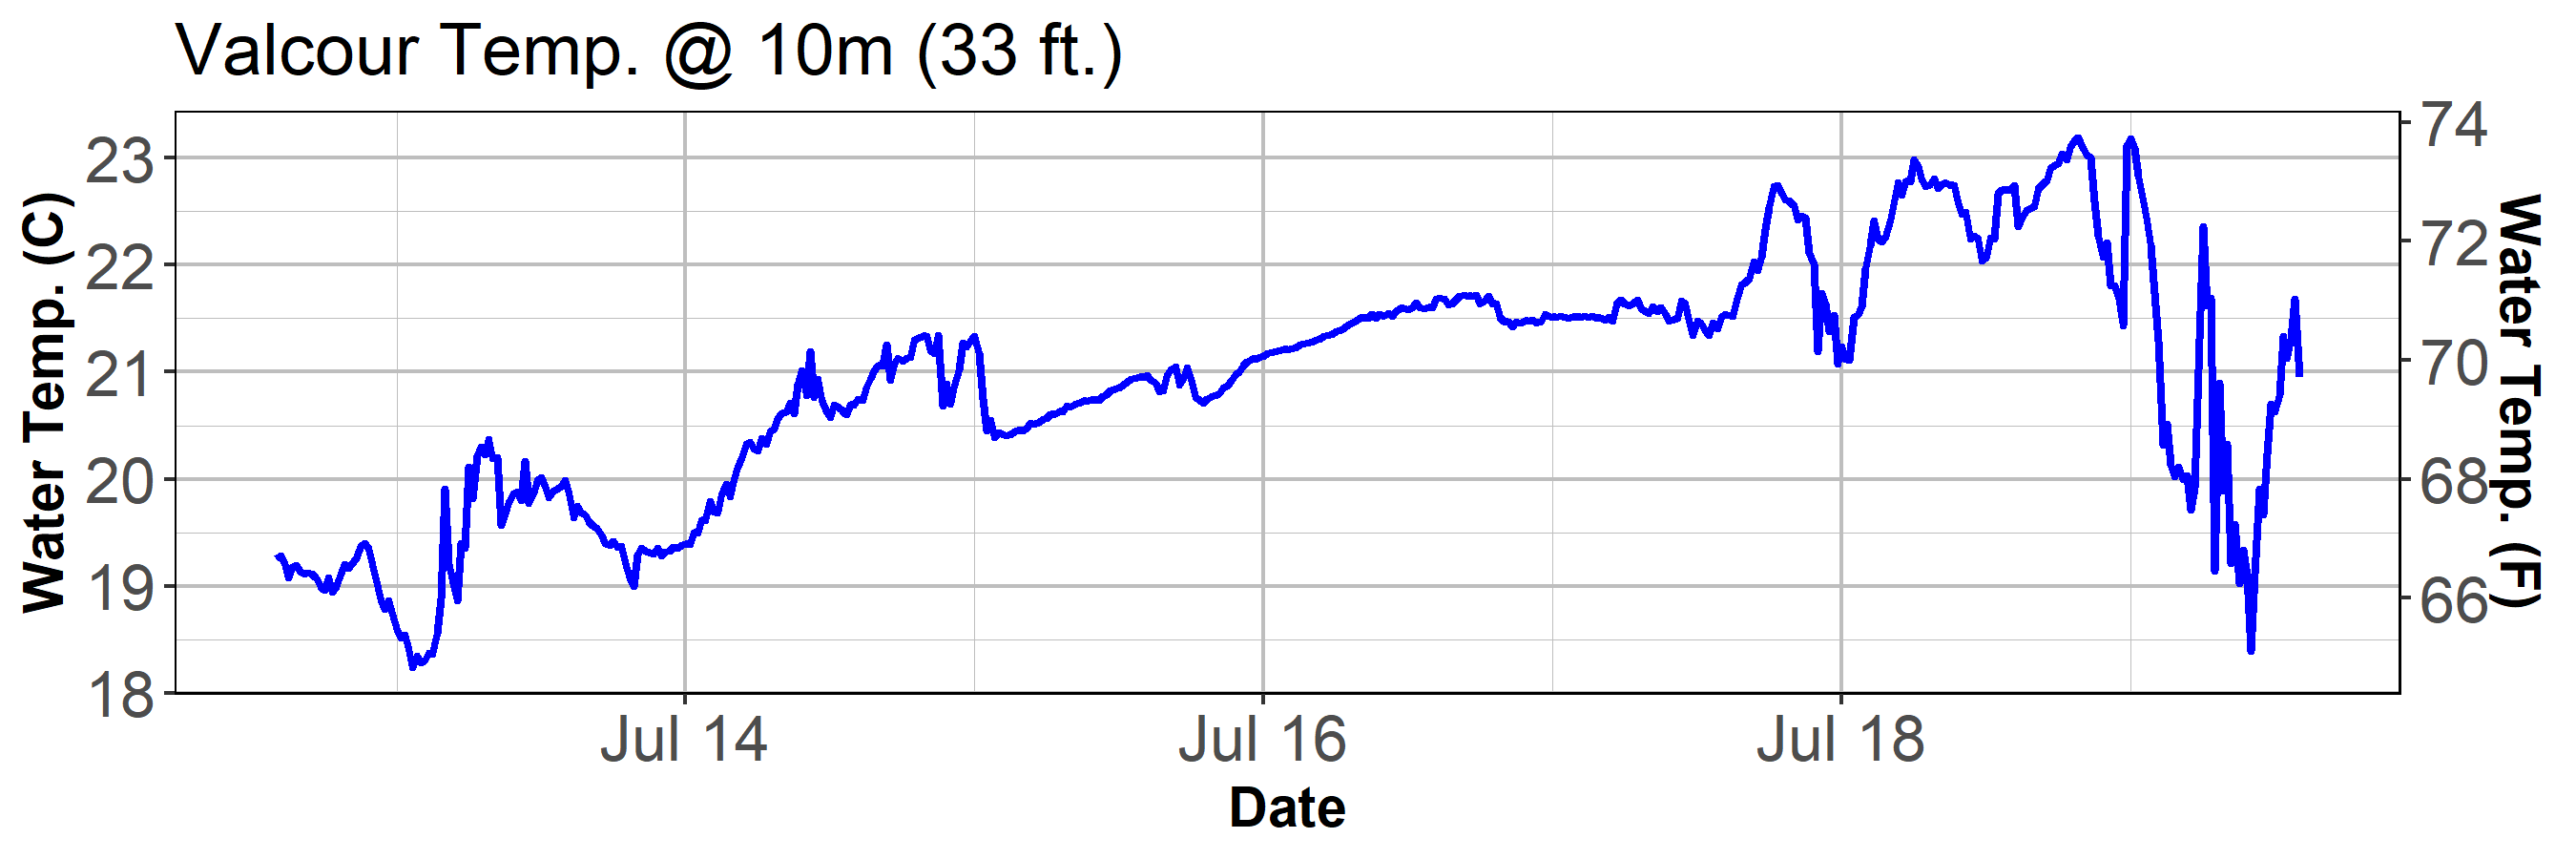 Valcour Temp. @ 10m (33 ft.)
Water Temp. (C)
23
22
21
20
19
18
74
72
70
68
66
Water Temp. (F)
Jul 14
Jul 16
Jul 18
Date